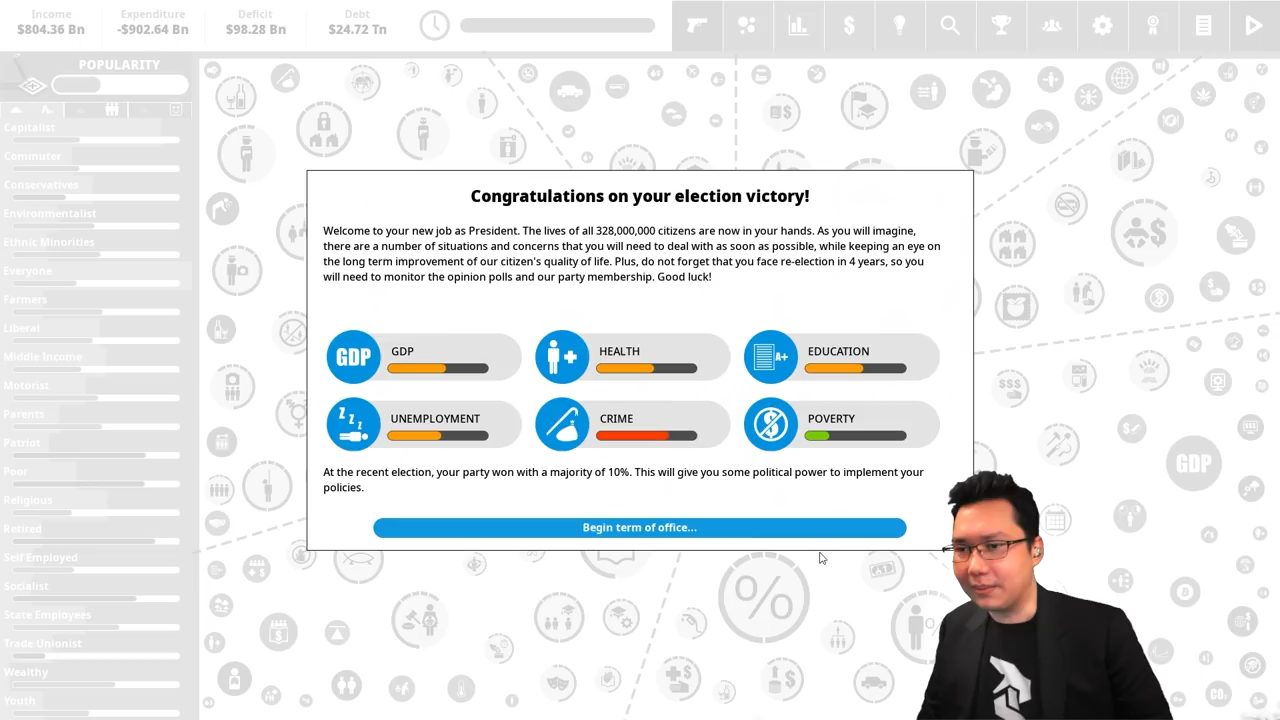 Income Expenditure Deficit Debt
$804.36 Bn -$902.64 Bn $98.28 Bn $24.72 Tn
POPULARITY
Capitalist
Commuter
Conservatives
Environmentalist
Ethnic Minorities
Everyone
Farmers
Liberal
Middle Income
Motorist
Parents
Patriot
Poor
Religious
Retired
Self Employed
Socialist
State Employees
Trade Unionist
Wealthy
Youth
Congratulations on your election victory!
Welcome to your new job as President. The lives of all 328,000,000 citizens are now in your hands. As you will imagine,
there are a number of situations and concerns that you will need to deal with as soon as possible, while keeping an eye on
the long term improvement of our citizen's quality of life. Plus, do not forget that you face re-election in 4 years, so you
will need to monitor the opinion polls and our party membership. Good luck!
GDP GDP HEALTH A+ EDUCATION
UNEMPLOYMENT CRIME POVERTY
At the recent election, your party won with a majority of 10%. This will give you some political power to implement your
policies.
Begin term of office...
GDP